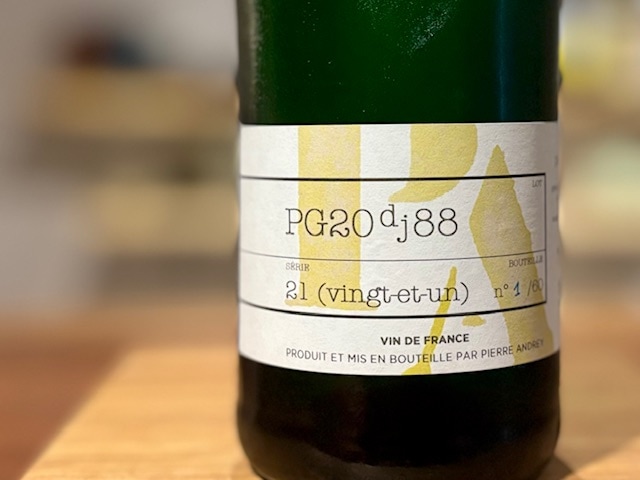 PA
LOT
PG20dj88
SÉRIE
BOUTEILLE
21 (vingt-et-un) n° 1 /60
VIN DE FRANCE
PRODUIT ET MIS EN BOUTEILLE PAR PIERRE ANDREY